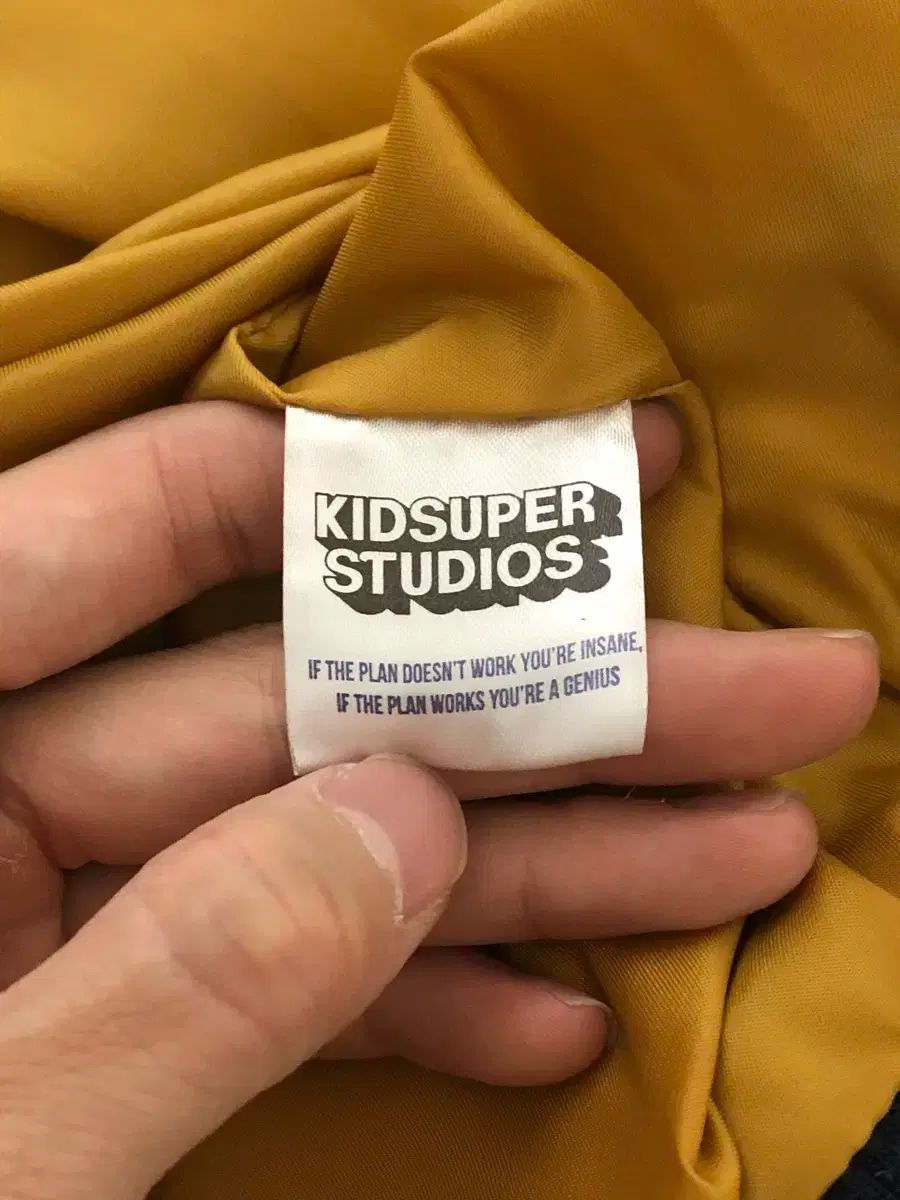 KIDSUPER
STUDIOS
IF THE PLAN DOESN'T WORK YOU'RE INSANE,
IF THE PLAN WORKS YOU'RE A GENIUS